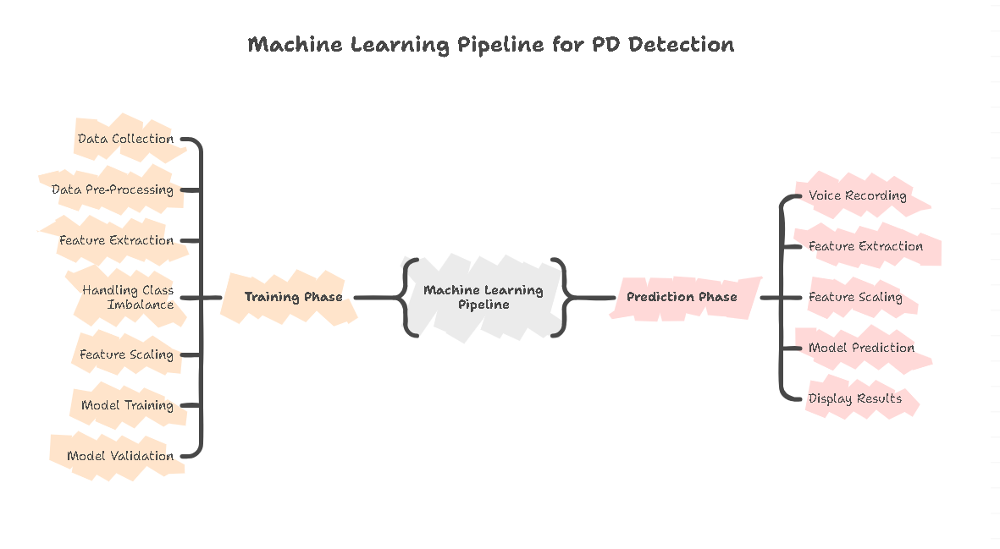 Machine Learning Pipeline for PD Detection
Data Collection
Data Pre-Processing
Feature Extraction
Handling Class
Imbalance
Feature Scaling
Model Training
Model Validation
Training Phase
Machine Learning
Pipeline
Prediction Phase
Voice Recording
Feature Extraction
Feature Scaling
Model Prediction
Display Results